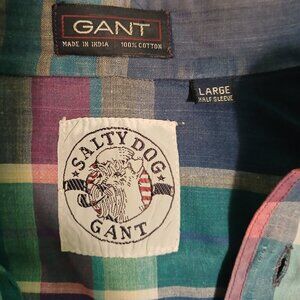 GANT
MADE IN INDIA 100% COTTON
LARGE
HALF SLEEVE
SALTY DOG
GANT